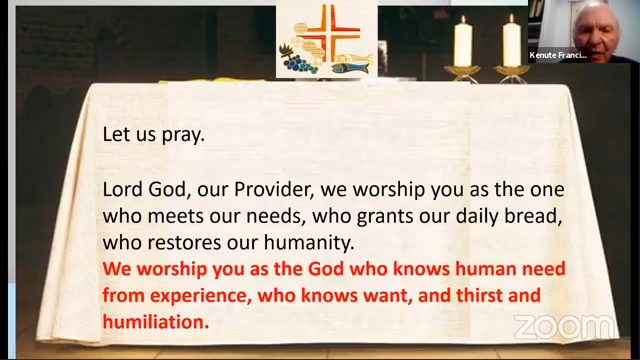 Kenute Franci...
Let us pray.
Lord God, our Provider, we worship you as the one
who meets our needs, who grants our daily bread,
who restores our humanity.
We worship you as the God who knows human need
from experience, who knows want, and thirst and
humiliation.
zoom